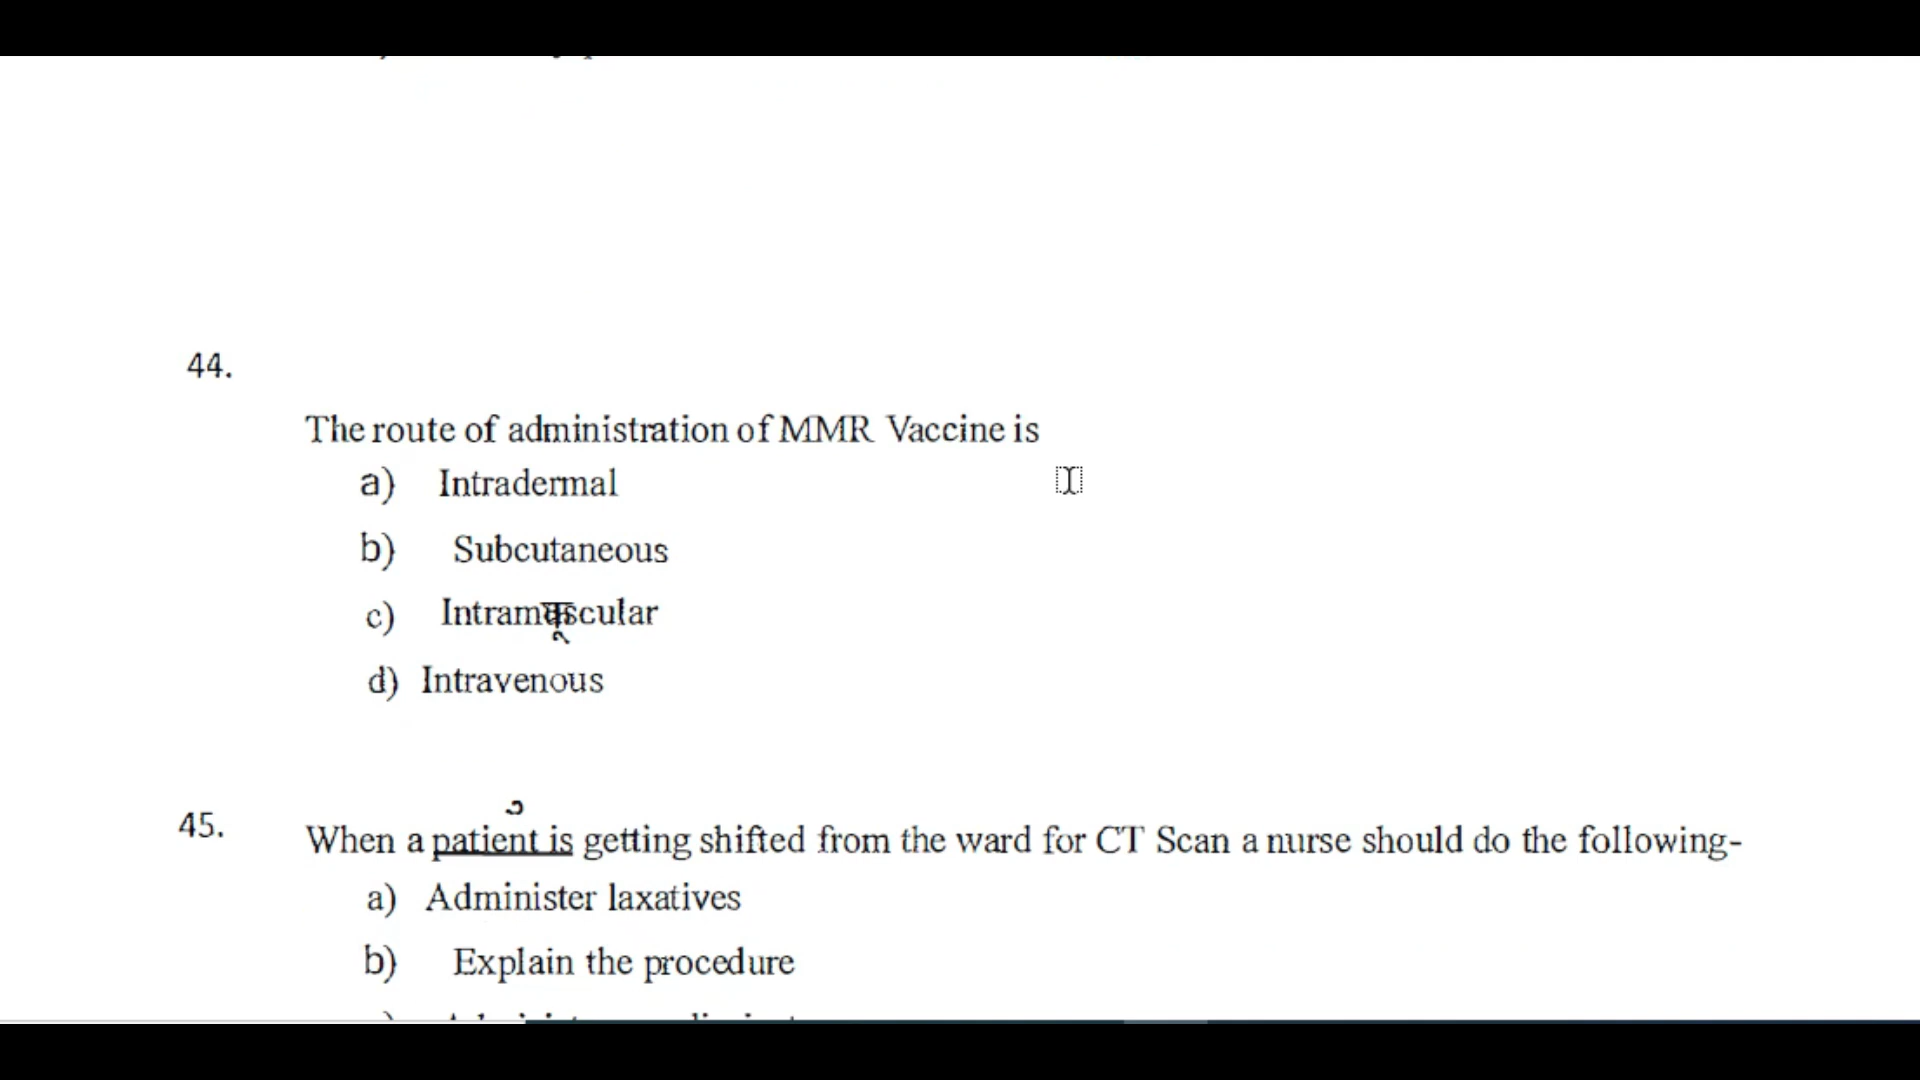 44.
The route of administration of MMR Vaccine is
a) Intradermal
b) Subcutaneous
c) Intramuscular
d) Intravenous
45. When a patient is getting shifted from the ward for CT Scan a nurse should do the following-
a) Administer laxatives
b) Explain the procedure